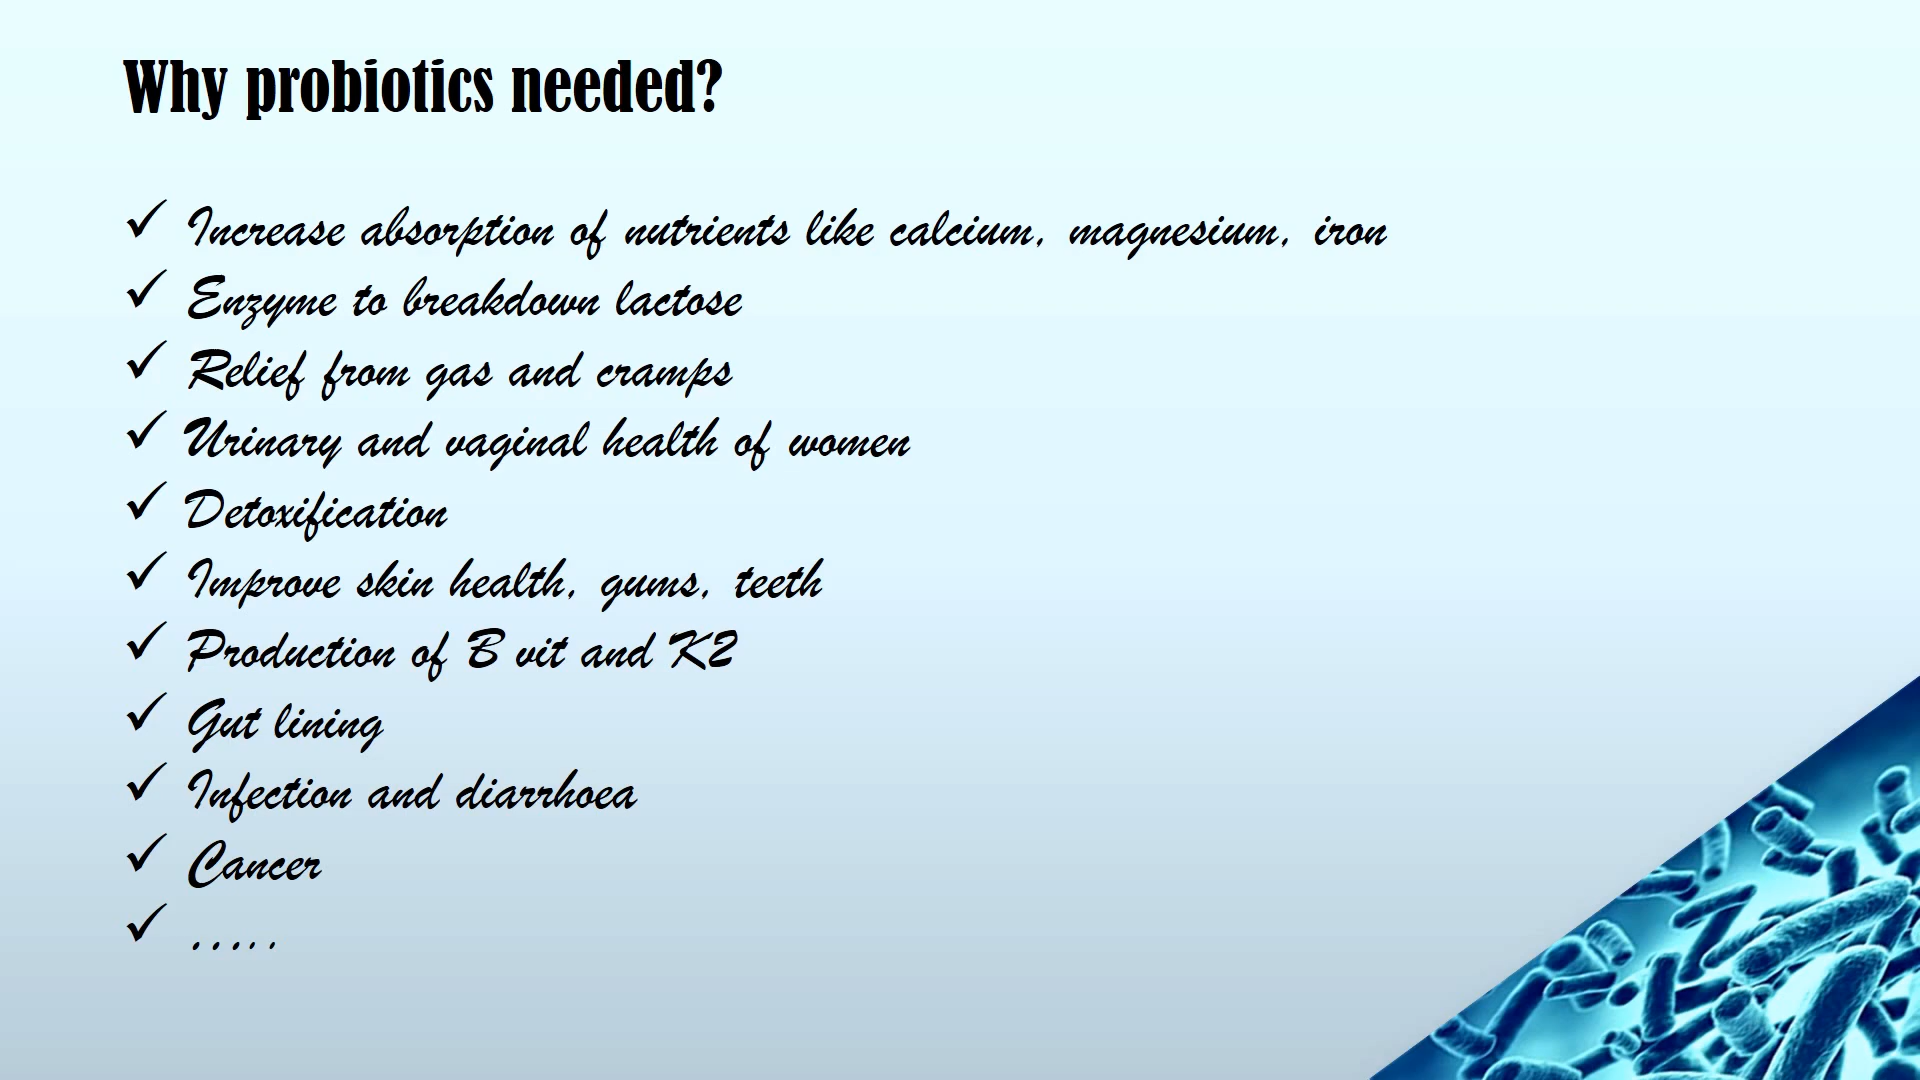 Why probiotics needed?
✓ Increase absorption of nutrients like calcium, magnesium, iron
✓ Enzyme to breakdown lactose
✓ Relief from gas and cramps
✓ Urinary and vaginal health of women
✓ Detoxification
✓ Improve skin health, gums, teeth
✓ Production of B vit and K2
✓ Gut lining
✓ Infection and diarrhoea
✓ Cancer
✓ .....